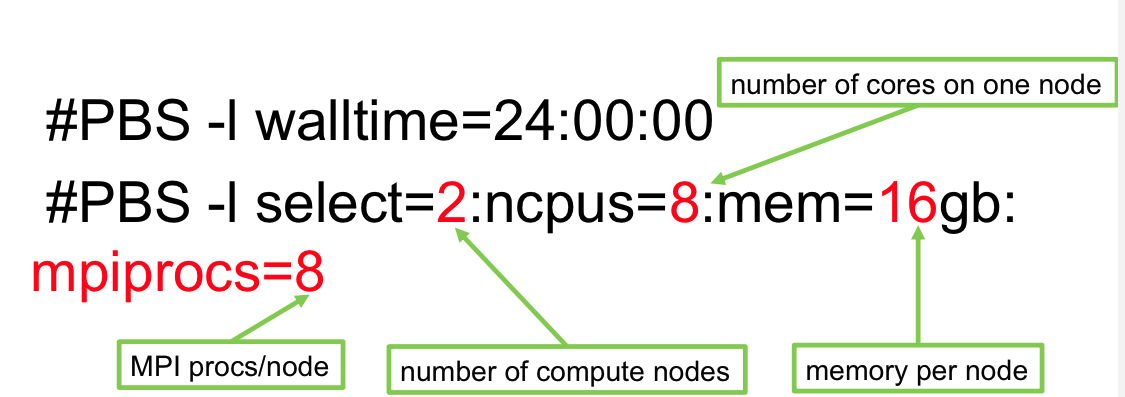 number of cores on one node
#PBS -l walltime=24:00:00
#PBS -l select=2:ncpus=8:mem=16gb:
mpiprocs=8
MPI procs/node
number of compute nodes
memory per node